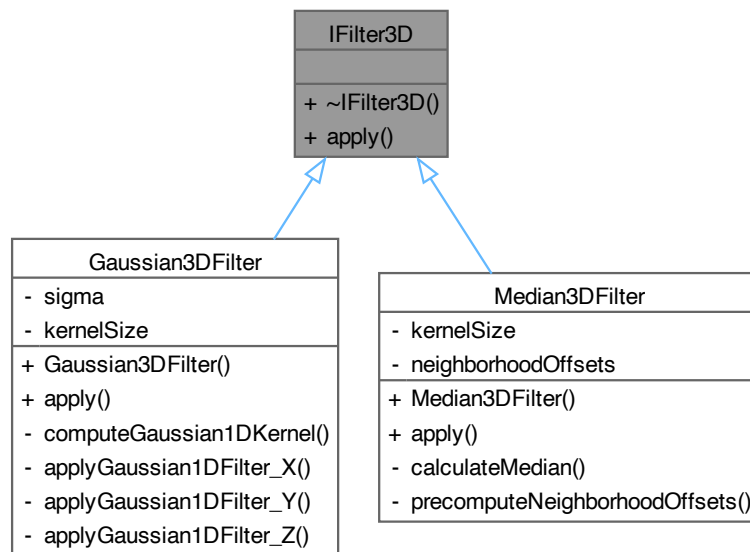 IFilter3D
+ ~IFilter3D()
+ apply()
Gaussian3DFilter
- sigma
- kernelSize
+ Gaussian3DFilter()
+ apply()
- computeGaussian1DKernel()
- applyGaussian1DFilter_X()
- applyGaussian1DFilter_Y()
- applyGaussian1DFilter_Z()
Median3DFilter
- kernelSize
- neighborhoodOffsets
+ Median3DFilter()
+ apply()
- calculateMedian()
- precomputeNeighborhoodOffsets()